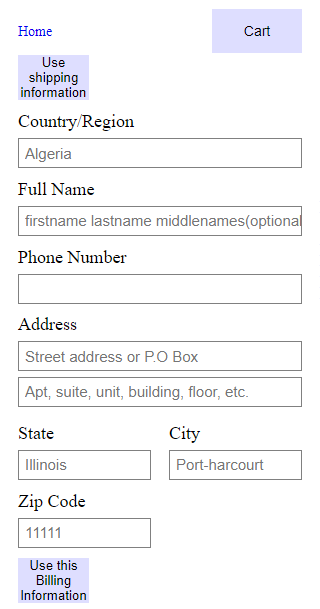 Home
Cart
Use
shipping
information
Country/Region
Algeria
Full Name
firstname lastname middlenames(optional
Phone Number
Address
Street address or P.O Box
Apt, suite, unit, building, floor, etc.
State
City
Illinois
Port-harcourt
Zip Code
11111
Use this
Billing
Information